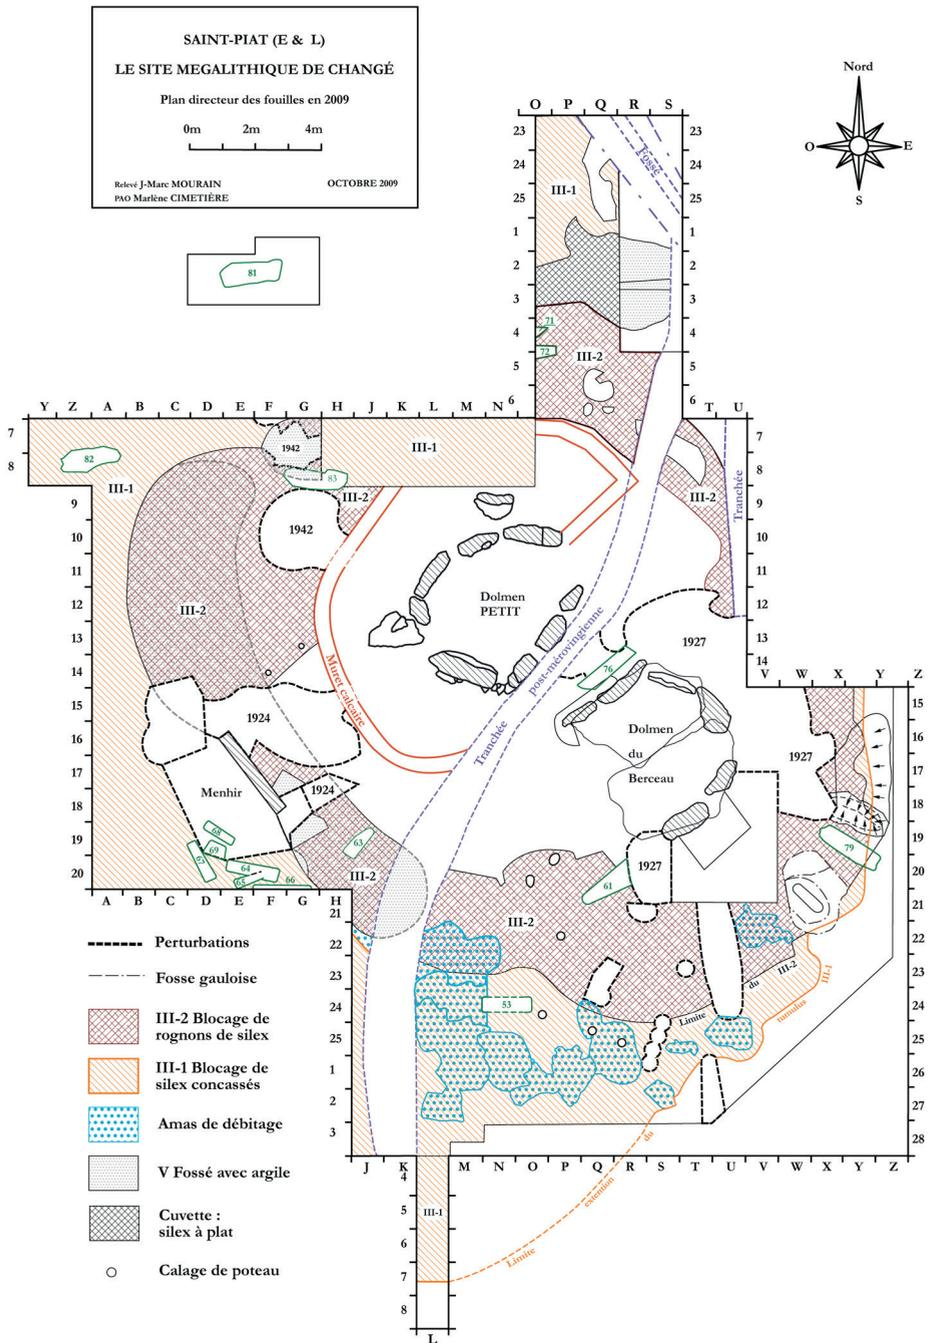 SAINT-PIAT (E & L)
LE SITE MEGALITHIQUE DE CHANGÉ
Plan directeur des fouilles en 2009
0m 2m 4m
Relevé J-Marc MOURAIN
OCTOBRE 2009
PAO Marlène CIMETIÈRE
Nord
O E
S
81
O P Q R S
23 23
24 24
25 25
1 1
2 2
3 3
4 4
5 5
6 6
Fossé
III-1
71
72
III-2
Y Z A B C D E F G H J K L M N
T U
7 7
8 8
9 9
10 10
11 11
12 12
13 13
14 14
82
1942
83
III-1
III-1
III-2
1942
III-2
Tranchée
III-2
Dolmen
PETIT
Muret calcaire
Tranchée
post-mérovingienne
1927
76
V W X Y Z
15 15
16 16
17 17
18 18
19 19
20 20
1924
Menhir
1924
Dolmen
du
Berceau
1927
68
69
67
64
65
66
63
III-2
61
1927
79
A B C D E F G H
21 21
22 22
23 23
24 24
25 25
1 26
2 27
3 28
III-2
53
Limite
du
tumulus
III-2
III-1
J K M N O P Q R S T U V W X Y Z
4
5
6
7
8
III-1
L
Limite
extention
du
Perturbations
Fosse gauloise
III-2 Blocage de
rognons de silex
III-1 Blocage de
silex concassés
Amas de débitage
V Fossé avec argile
Cuvette :
silex à plat
Calage de poteau